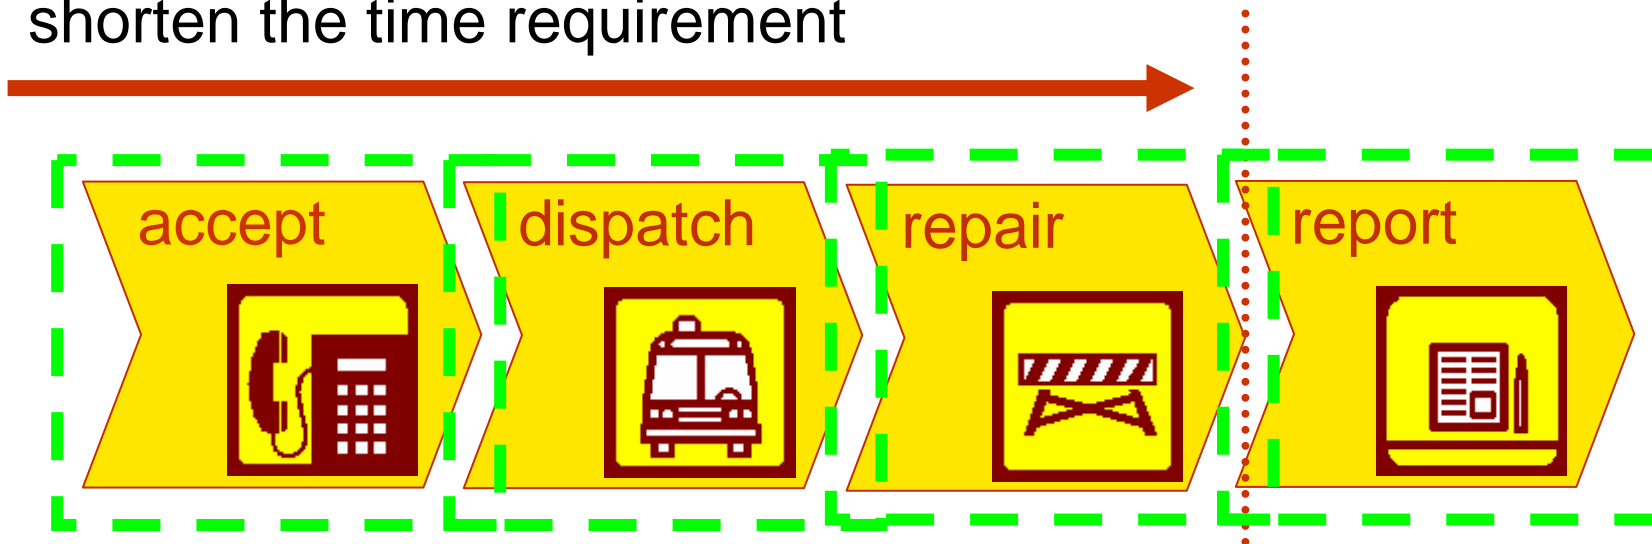 shorten the time requirement
accept
dispatch
repair
report